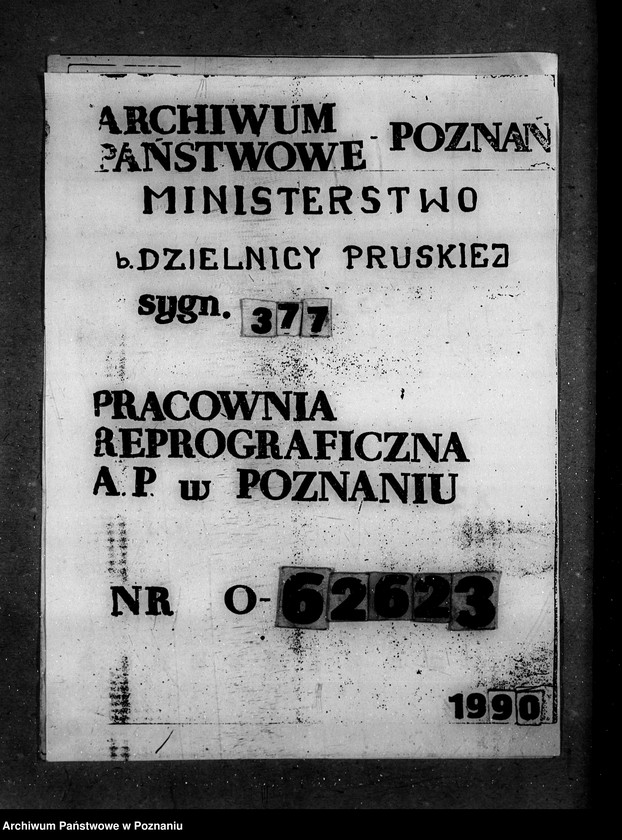 ARCHIWUM
PAŃSTWOWE - POZNAŃ
MINISTERSTWO
b. DZIELNICY PRUSKIEJ
sygn. 377
PRACOWNIA
REPROGRAFICZNA
A.P. w POZNANIU
NR O-62623
1990
Archiwum Państwowe w Poznaniu